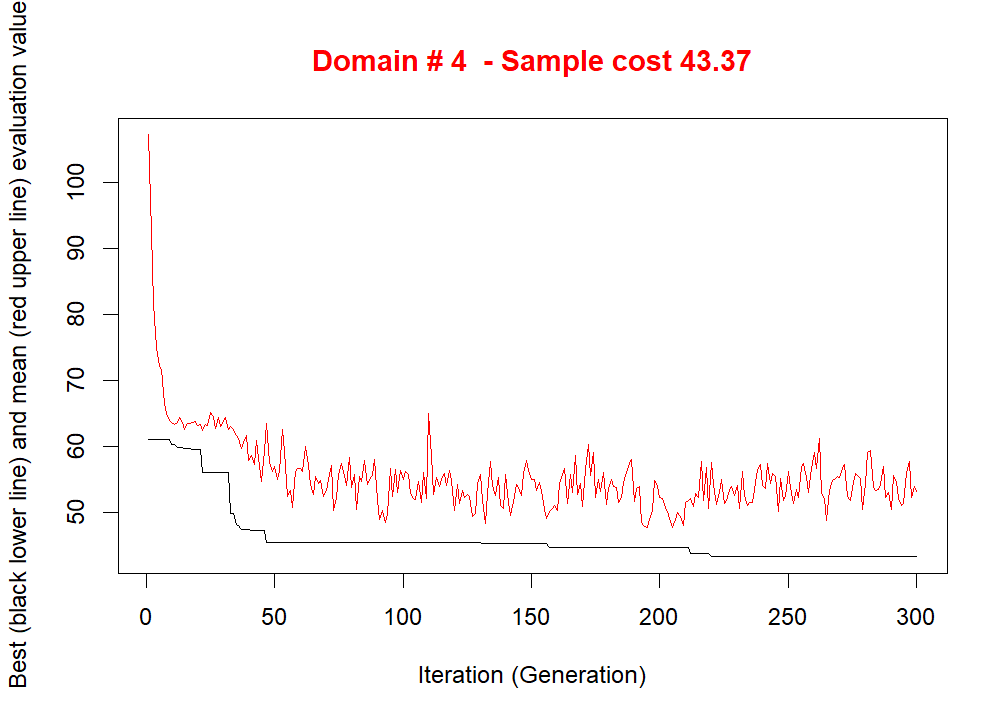 Domain # 4  - Sample cost 43.37
Best (black lower line) and mean (red upper line) evaluation value
100
90
80
70
60
50
0 50 100 150 200 250 300
Iteration (Generation)